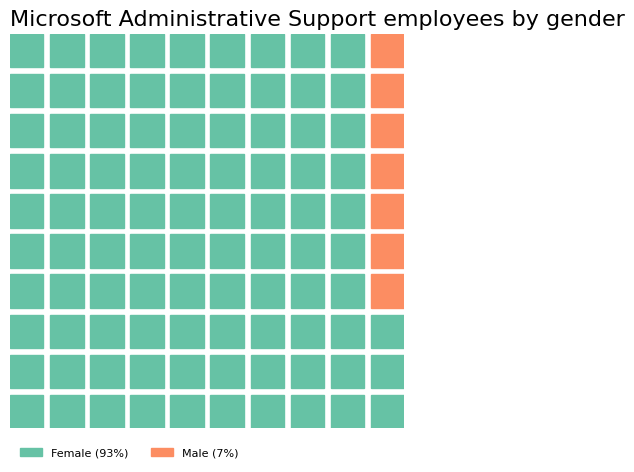 Microsoft Administrative Support employees by gender
Female (93%) Male (7%)